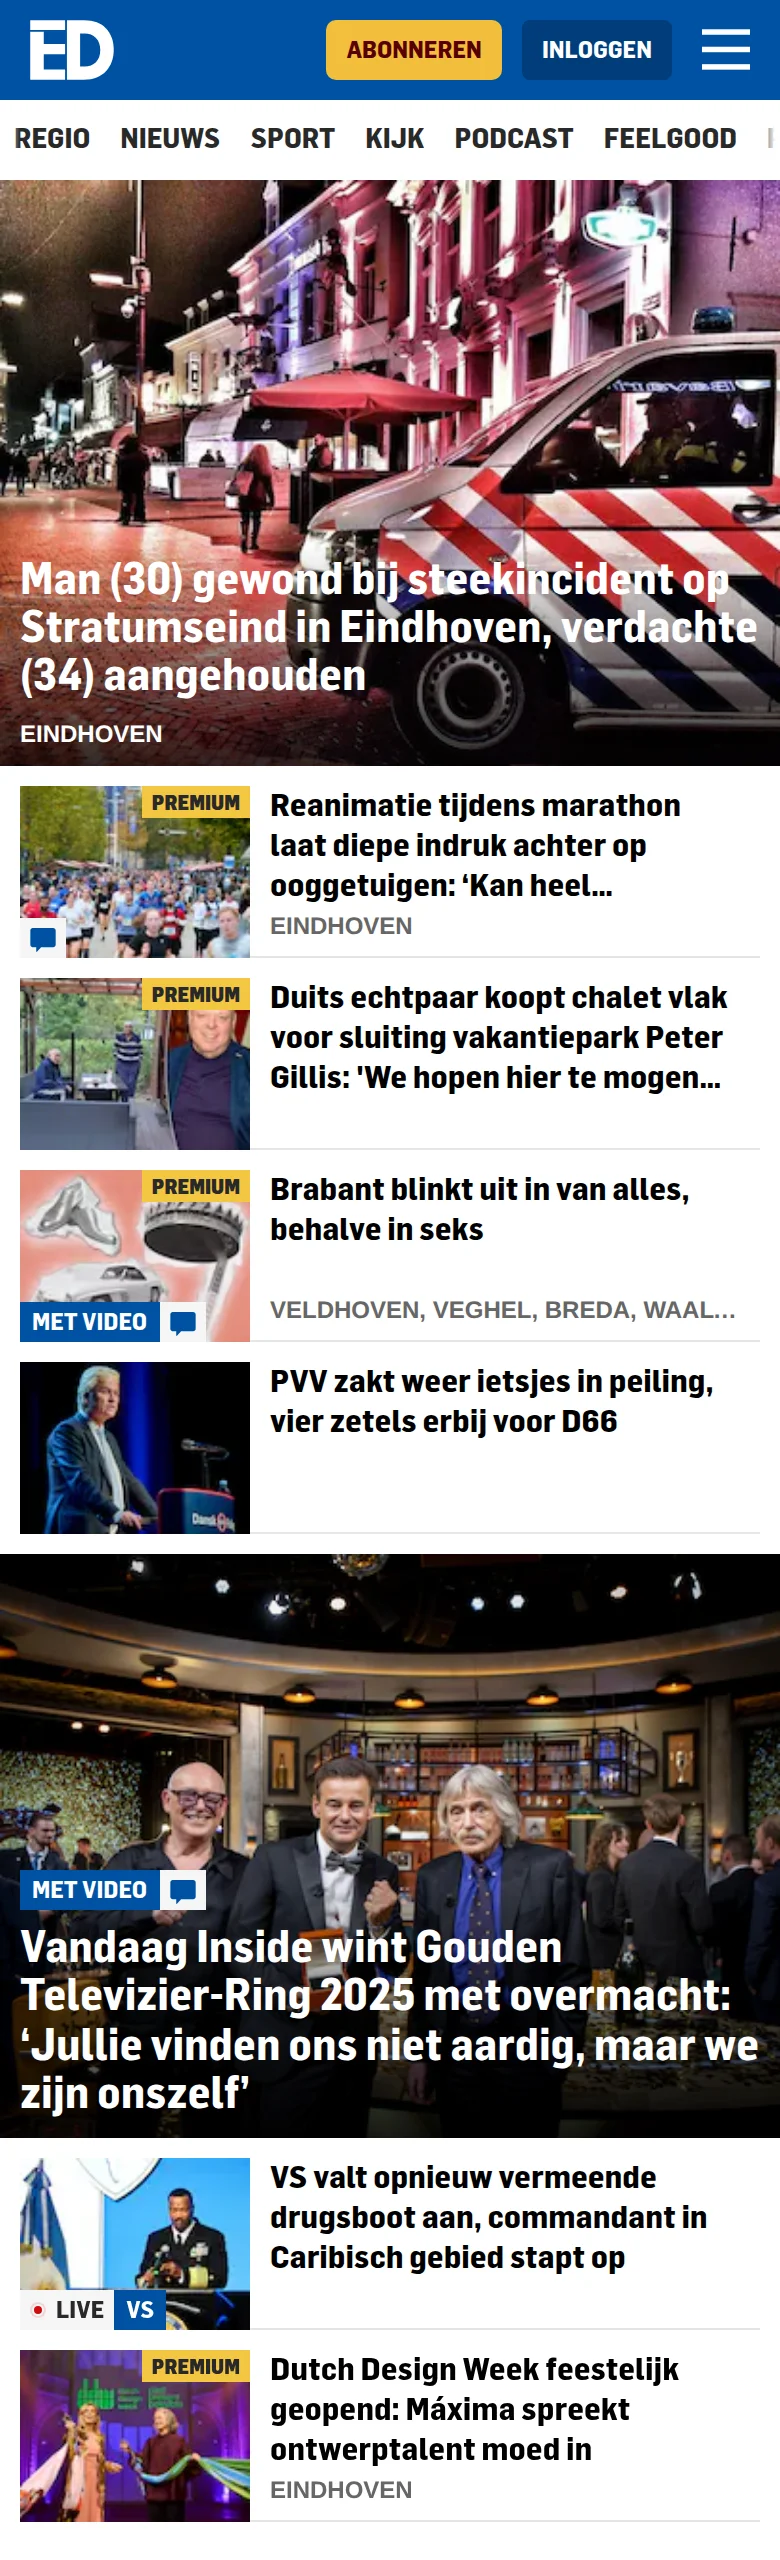 ED
ABONNEREN
INLOGGEN
REGIO NIEUWS SPORT KIJK PODCAST FEELGOOD
Man (30) gewond bij steekincident op
Stratumseind in Eindhoven, verdachte
(34) aangehouden
EINDHOVEN
PREMIUM
Reanimatie tijdens marathon
laat diepe indruk achter op
ooggetuigen: ‘Kan heel...
EINDHOVEN
PREMIUM
Duits echtpaar koopt chalet vlak
voor sluiting vakantiepark Peter
Gillis: 'We hopen hier te mogen...
PREMIUM
MET VIDEO
Brabant blinkt uit in van alles,
behalve in seks
VELDHOVEN, VEGHEL, BREDA, WAAL...
PVV zakt weer ietsjes in peiling,
vier zetels erbij voor D66
MET VIDEO
Vandaag Inside wint Gouden
Televizier-Ring 2025 met overmacht:
‘Jullie vinden ons niet aardig, maar we
zijn onszelf’
LIVE VS
VS valt opnieuw vermeende
drugsboot aan, commandant in
Caribisch gebied stapt op
PREMIUM
ddw
Dutch Design Week feestelijk
geopend: Máxima spreekt
ontwerptalent moed in
EINDHOVEN